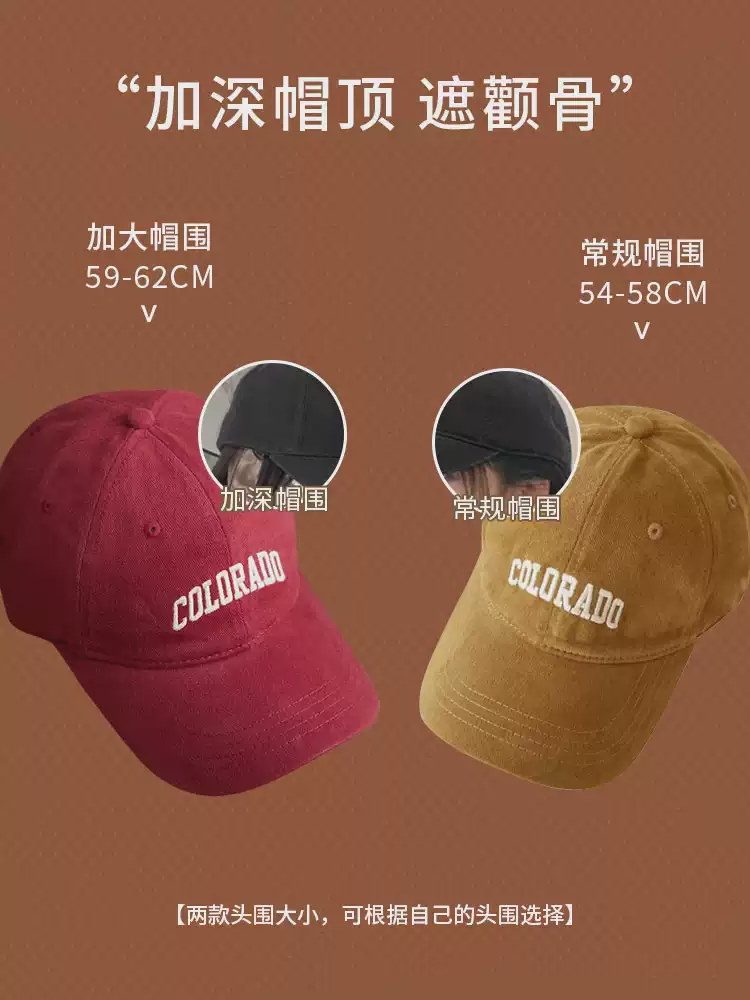 “加深帽顶 遮颧骨”
加大帽围
59-62CM
常规帽围
54-58CM
加深帽围
常规帽围
COLORADO
COLORADO
【两款头围大小，可根据自己的头围选择】